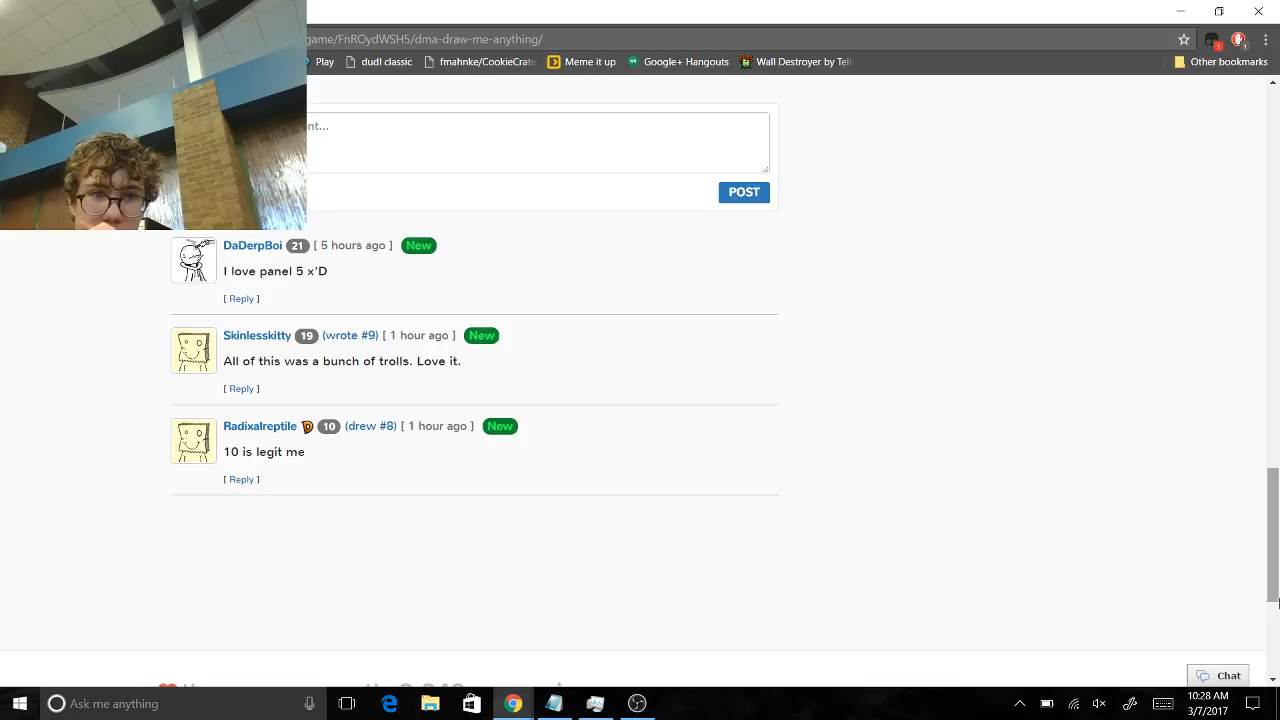 game/FnROydWSH5/dma-draw-me-anything/
Play dudl classic fmahnke/CookieCrate Meme it up Google+ Hangouts Wall Destroyer by Tell Other bookmarks
nt...
POST
DaDerpBoi 21 [ 5 hours ago ] New
I love panel 5 x'D
[ Reply ]
Skinlesskitty 19 (wrote #9) [ 1 hour ago ] New
All of this was a bunch of trolls. Love it.
[ Reply ]
Radixalreptile D 10 (drew #8) [ 1 hour ago ] New
10 is legit me
[ Reply ]
Chat
Ask me anything
10:28 AM
3/7/2017